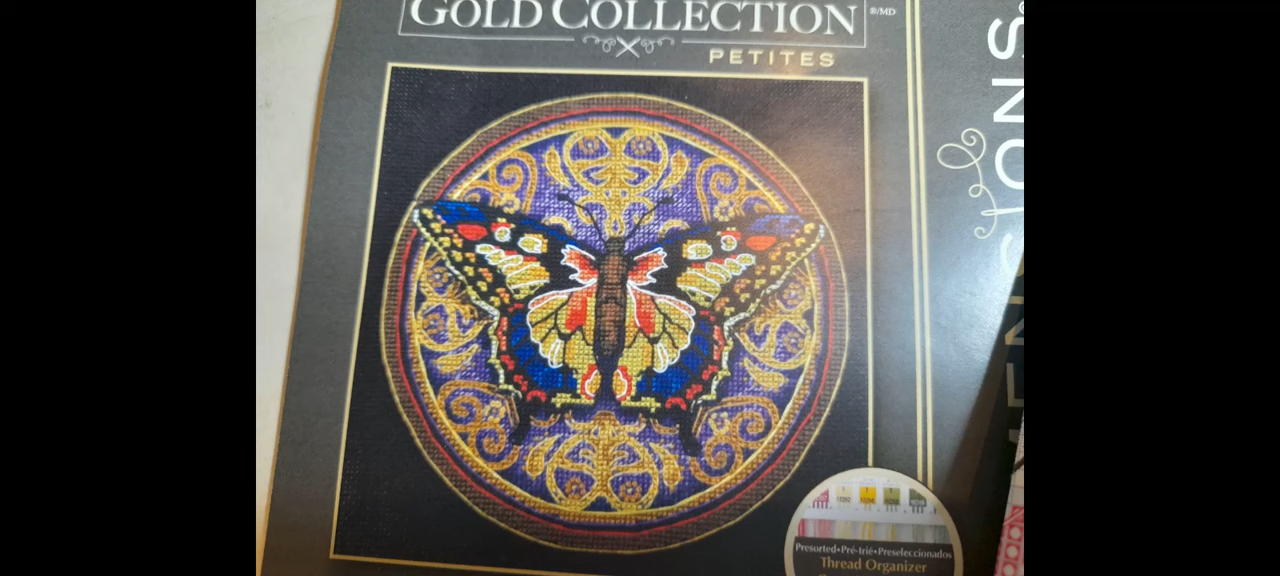 GOLD COLLECTION ®/MD
PETITES
Presorted•Pré-trié•Preseleccionados
Thread Organizer